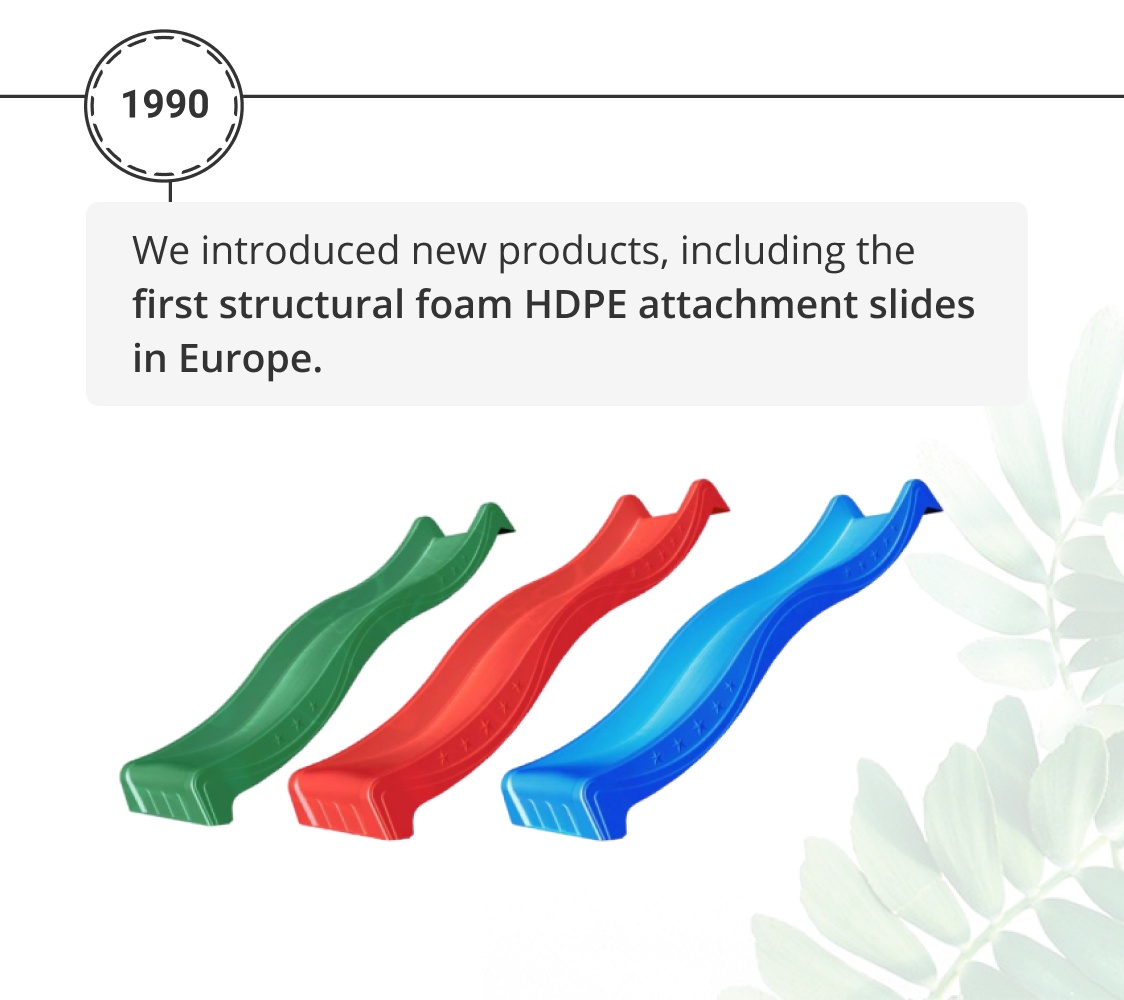 1990
We introduced new products, including the
first structural foam HDPE attachment slides
in Europe.